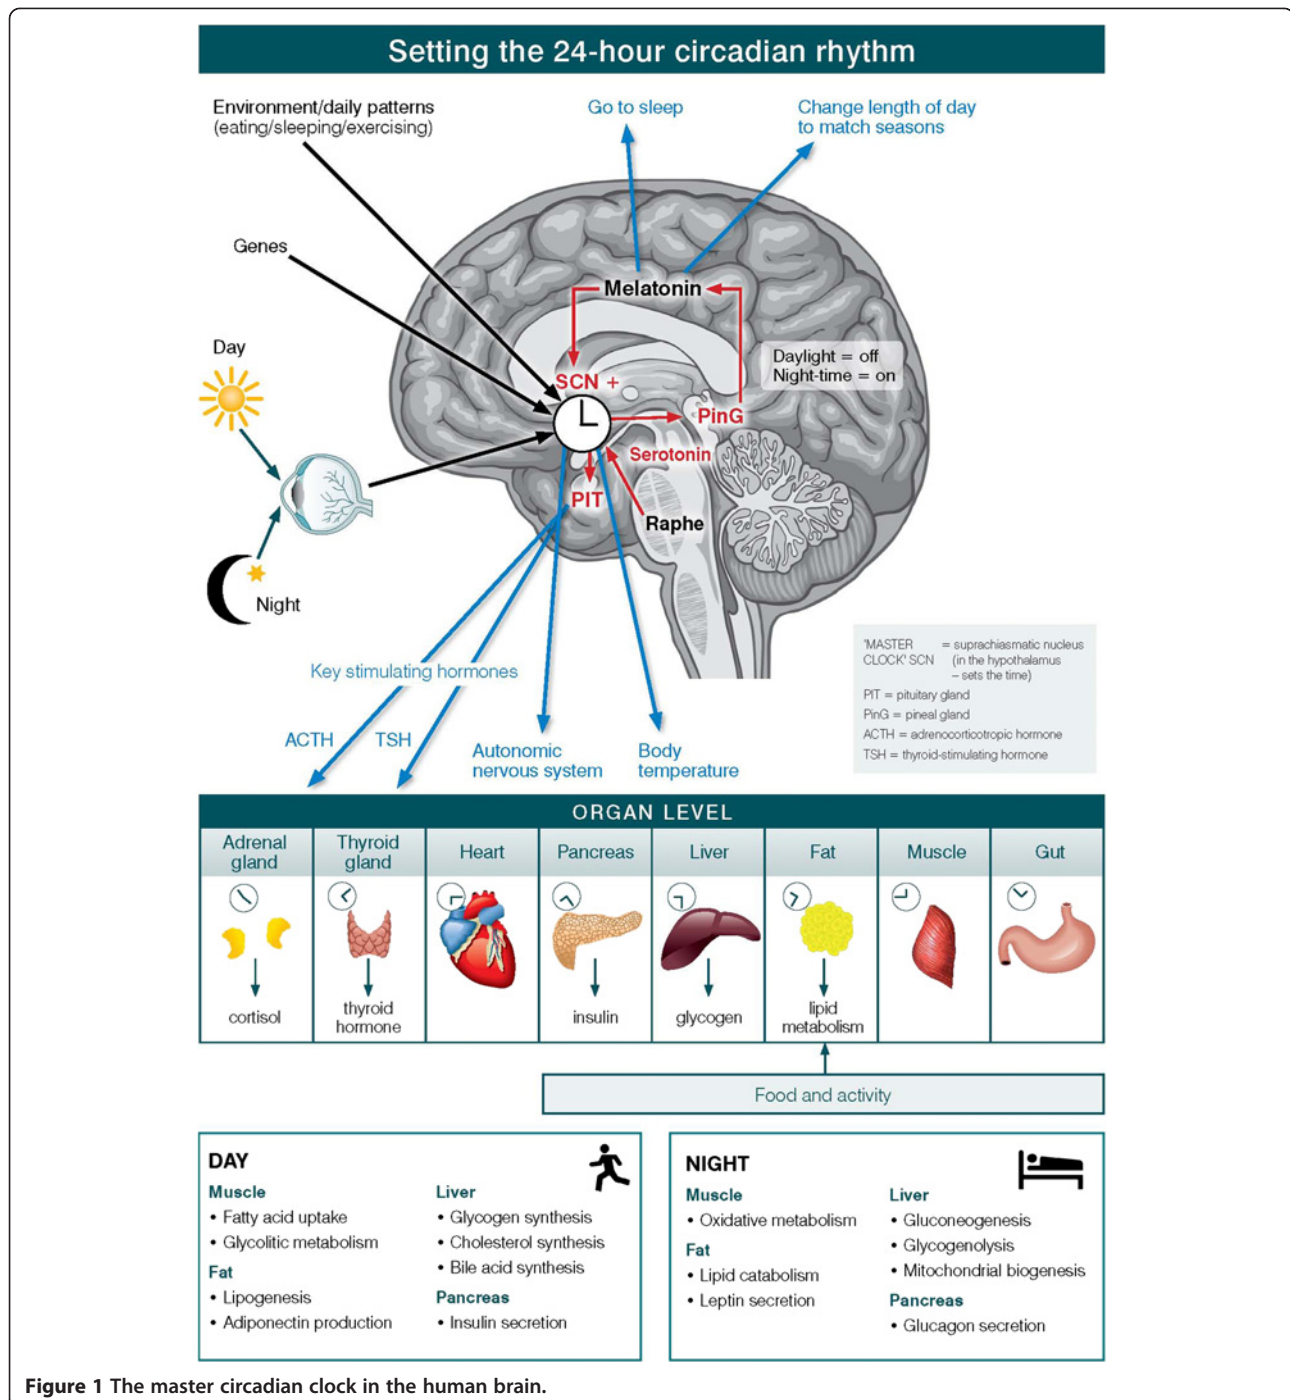 Setting the 24-hour circadian rhythm
Environment/daily patterns
(eating/sleeping/exercising)
Go to sleep
Change length of day
to match seasons
Genes
Melatonin
Day
Daylight = off
Night-time = on
SCN +
PinG
Serotonin
PIT
Raphe
Night
'MASTER = suprachiasmatic nucleus
CLOCK' SCN (in the hypothalamus
– sets the time)
PIT = pituitary gland
PinG = pineal gland
ACTH = adrenocorticotropic hormone
TSH = thyroid-stimulating hormone
Key stimulating hormones
ACTH
TSH
Autonomic
nervous system
Body
temperature
ORGAN LEVEL
Adrenal
gland
Thyroid
gland
Heart
Pancreas
Liver
Fat
Muscle
Gut
cortisol
thyroid
hormone
insulin
glycogen
lipid
metabolism
Food and activity
DAY
Muscle
• Fatty acid uptake
• Glycolitic metabolism
Fat
• Lipogenesis
• Adiponectin production
Liver
• Glycogen synthesis
• Cholesterol synthesis
• Bile acid synthesis
Pancreas
• Insulin secretion
NIGHT
Muscle
• Oxidative metabolism
Fat
• Lipid catabolism
• Leptin secretion
Liver
• Gluconeogenesis
• Glycogenolysis
• Mitochondrial biogenesis
Pancreas
• Glucagon secretion
Figure 1 The master circadian clock in the human brain.